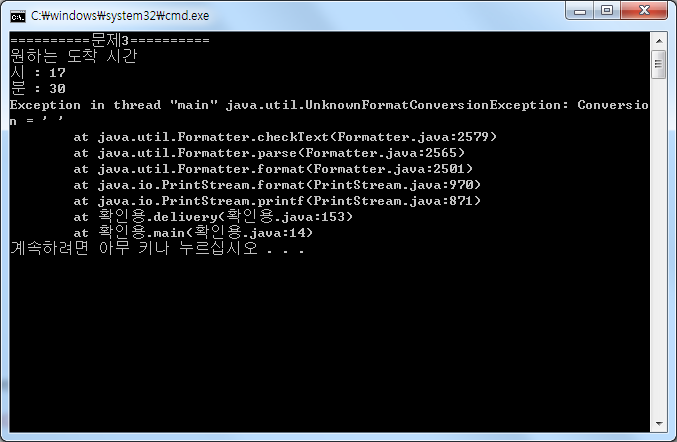 C:₩windows₩system32₩cmd.exe
==========문제3==========
원하는 도착 시간
시 : 17
분 : 30
Exception in thread "main" java.util.UnknownFormatConversionException: Conversio
n = ' '
at java.util.Formatter.checkText(Formatter.java:2579)
at java.util.Formatter.parse(Formatter.java:2565)
at java.util.Formatter.format(Formatter.java:2501)
at java.io.PrintStream.format(PrintStream.java:970)
at java.io.PrintStream.printf(PrintStream.java:871)
at 확인용.delivery(확인용.java:153)
at 확인용.main(확인용.java:14)
계속하려면 아무 키나 누르십시오 . . .